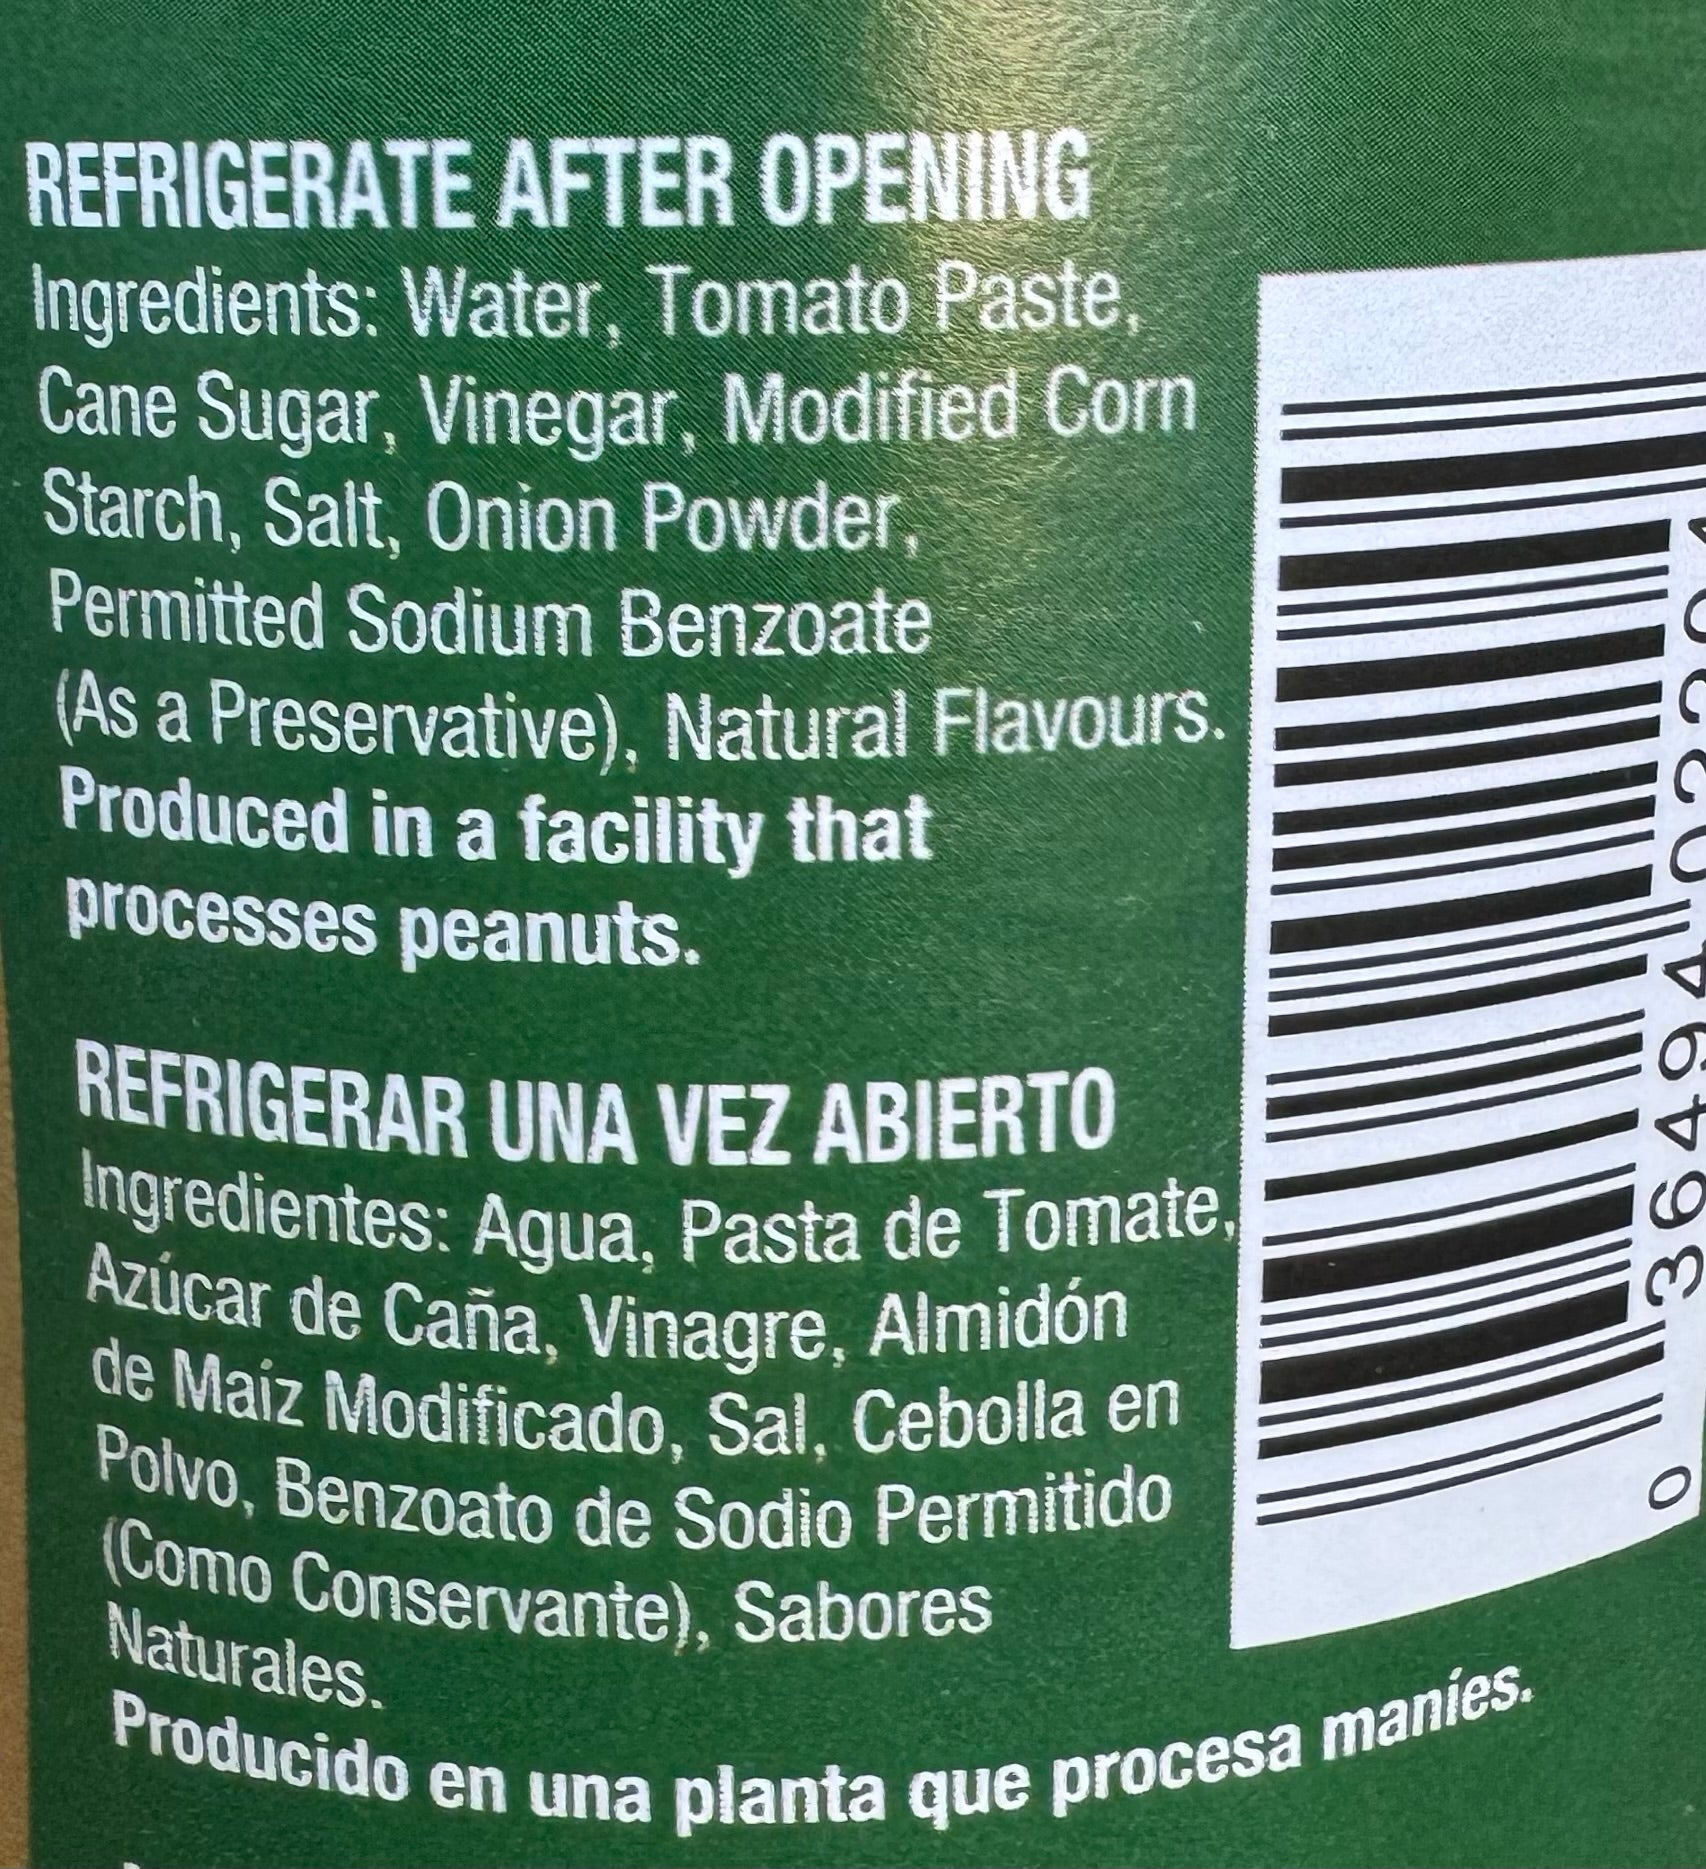 REFRIGERATE AFTER OPENING
Ingredients: Water, Tomato Paste,
Cane Sugar, Vinegar, Modified Corn
Starch, Salt, Onion Powder,
Permitted Sodium Benzoate
(As a Preservative), Natural Flavours.
Produced in a facility that
processes peanuts.
REFRIGERAR UNA VEZ ABIERTO
Ingredientes: Agua, Pasta de Tomate,
Azúcar de Caña, Vinagre, Almidón
de Maíz Modificado, Sal, Cebolla en
Polvo, Benzoato de Sodio Permitido
(Como Conservante), Sabores
Naturales.
Producido en una planta que procesa maníes.
0 36494